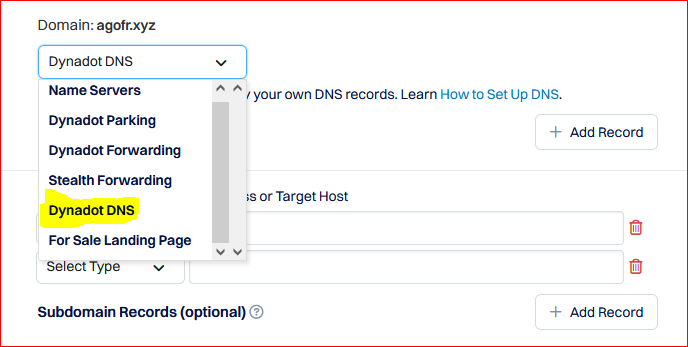 Domain: agofr.xyz
Dynadot DNS
Name Servers
Dynadot Parking
Dynadot Forwarding
Stealth Forwarding
Dynadot DNS
For Sale Landing Page
your own DNS records. Learn How to Set Up DNS.
+ Add Record
or Target Host
Select Type
Subdomain Records (optional) ?
+ Add Record